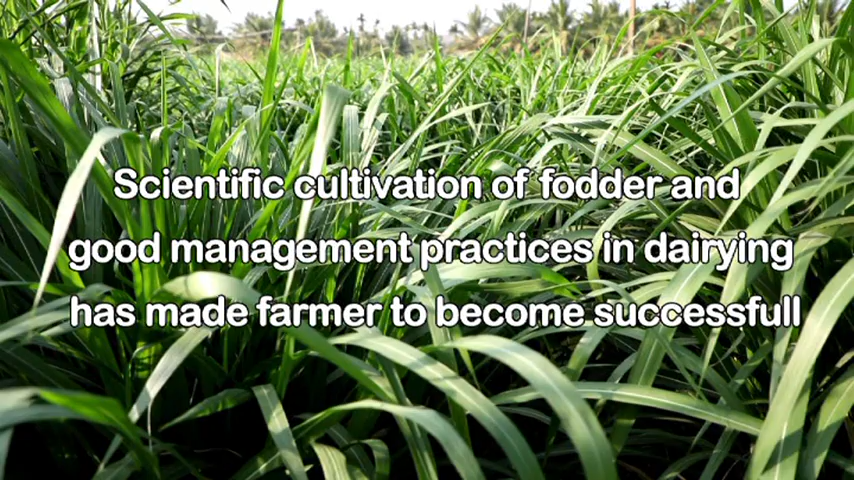 Scientific cultivation of fodder and
good management practices in dairying
has made farmer to become successfull